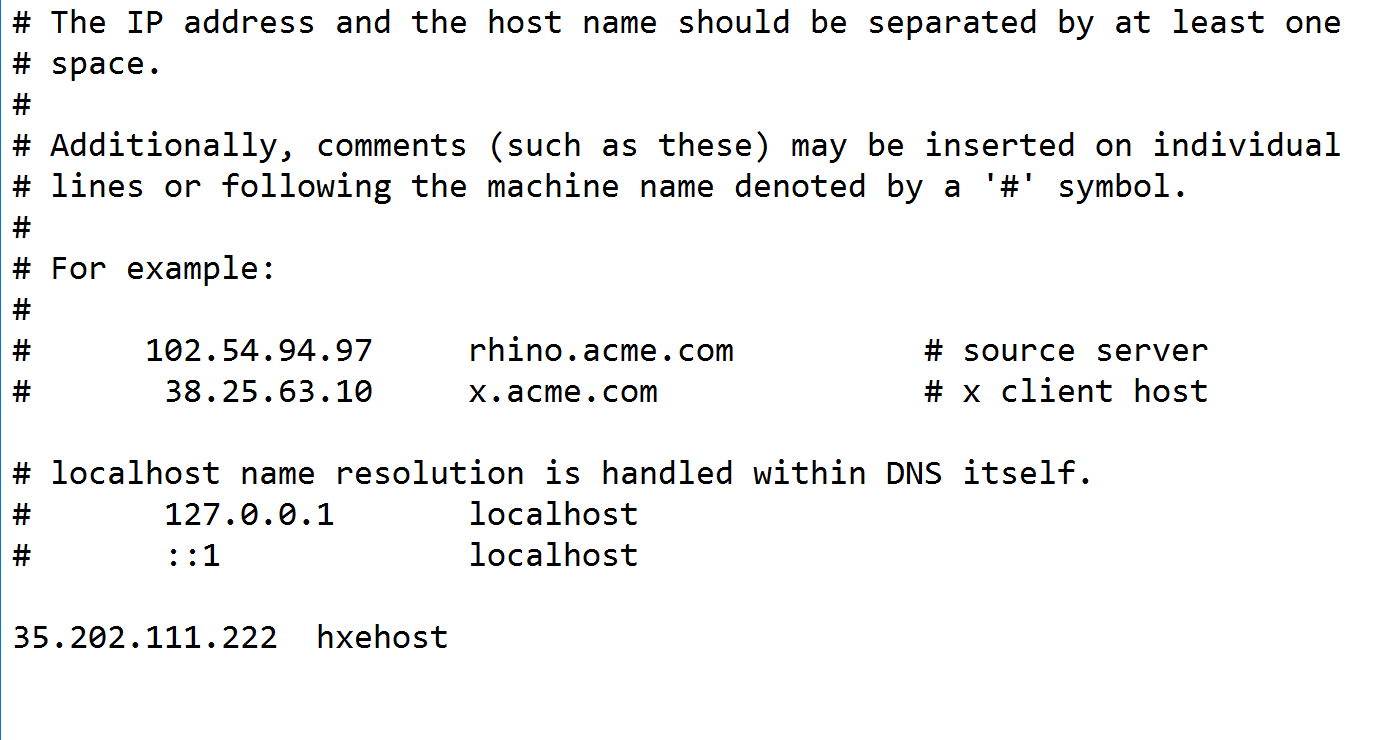 # The IP address and the host name should be separated by at least one
# space.
#
# Additionally, comments (such as these) may be inserted on individual
# lines or following the machine name denoted by a '#' symbol.
#
# For example:
#
#      102.54.94.97     rhino.acme.com          # source server
#       38.25.63.10     x.acme.com              # x client host

# localhost name resolution is handled within DNS itself.
#       127.0.0.1       localhost
#       ::1             localhost

35.202.111.222  hxehost